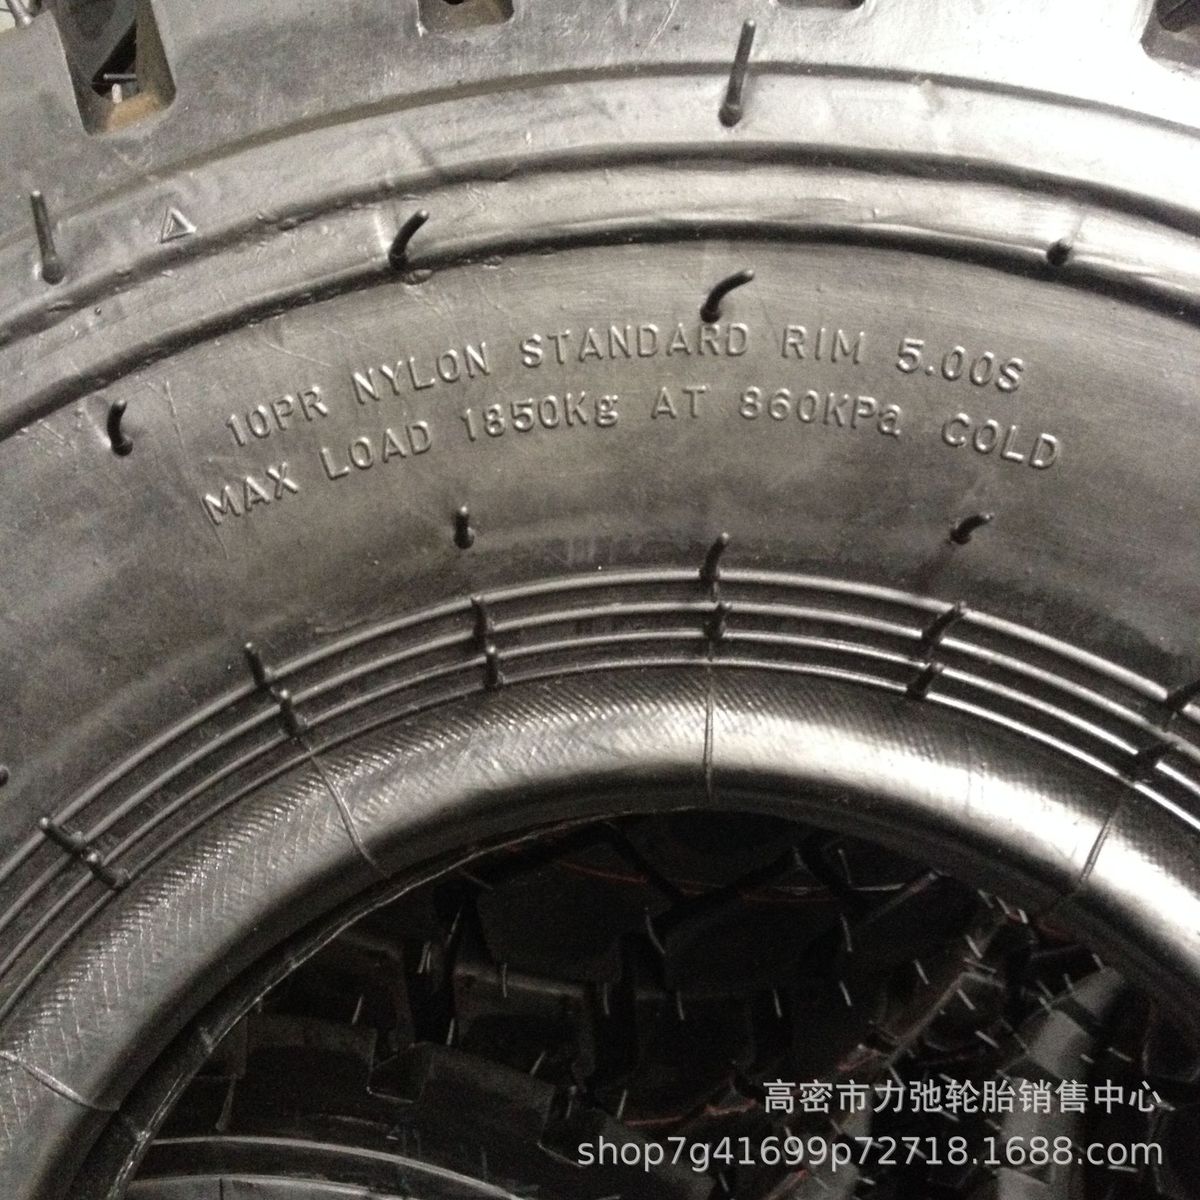 10PR NYLON STANDARD RIM 5.00S
MAX LOAD 1850Kg AT 860KPa COLD
高密市力弛轮胎销售中心
shop7g41699p72718.1688.com